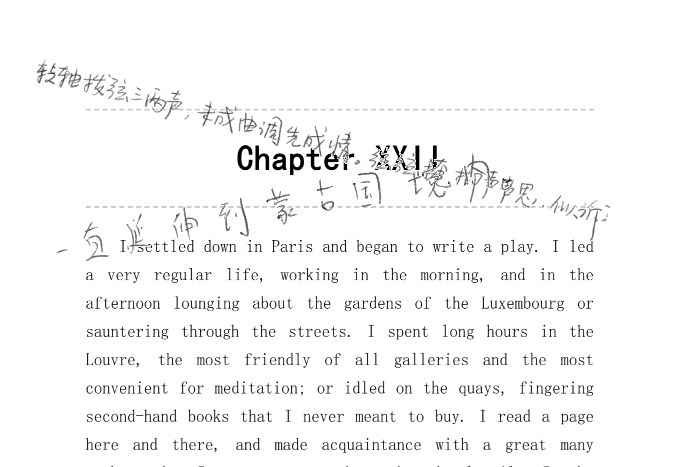 转轴拨弦三两声,未成曲调先成情。弦弦掩抑声声思,似诉
Chapter XXII
一直延伸到蒙古国境内
I settled down in Paris and began to write a play. I led
a very regular life, working in the morning, and in the
afternoon lounging about the gardens of the Luxembourg or
sauntering through the streets. I spent long hours in the
Louvre, the most friendly of all galleries and the most
convenient for meditation; or idled on the quays, fingering
second-hand books that I never meant to buy. I read a page
here and there, and made acquaintance with a great many